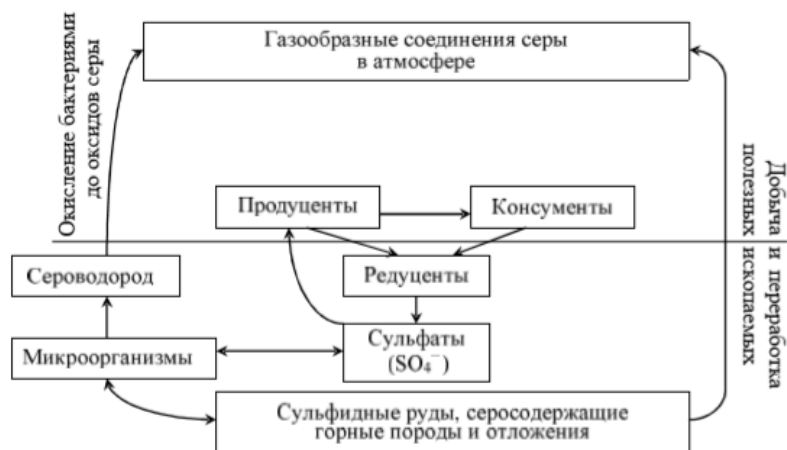 Газообразные соединения серы
в атмосфере
Окисление бактериями
до оксидов серы
Продуценты
Консументы
Сероводород
Редуценты
Добыча и переработка
полезных ископаемых
Микроорганизмы
Сульфаты
(SO₄⁻)
Сульфидные руды, серосодержащие
горные породы и отложения